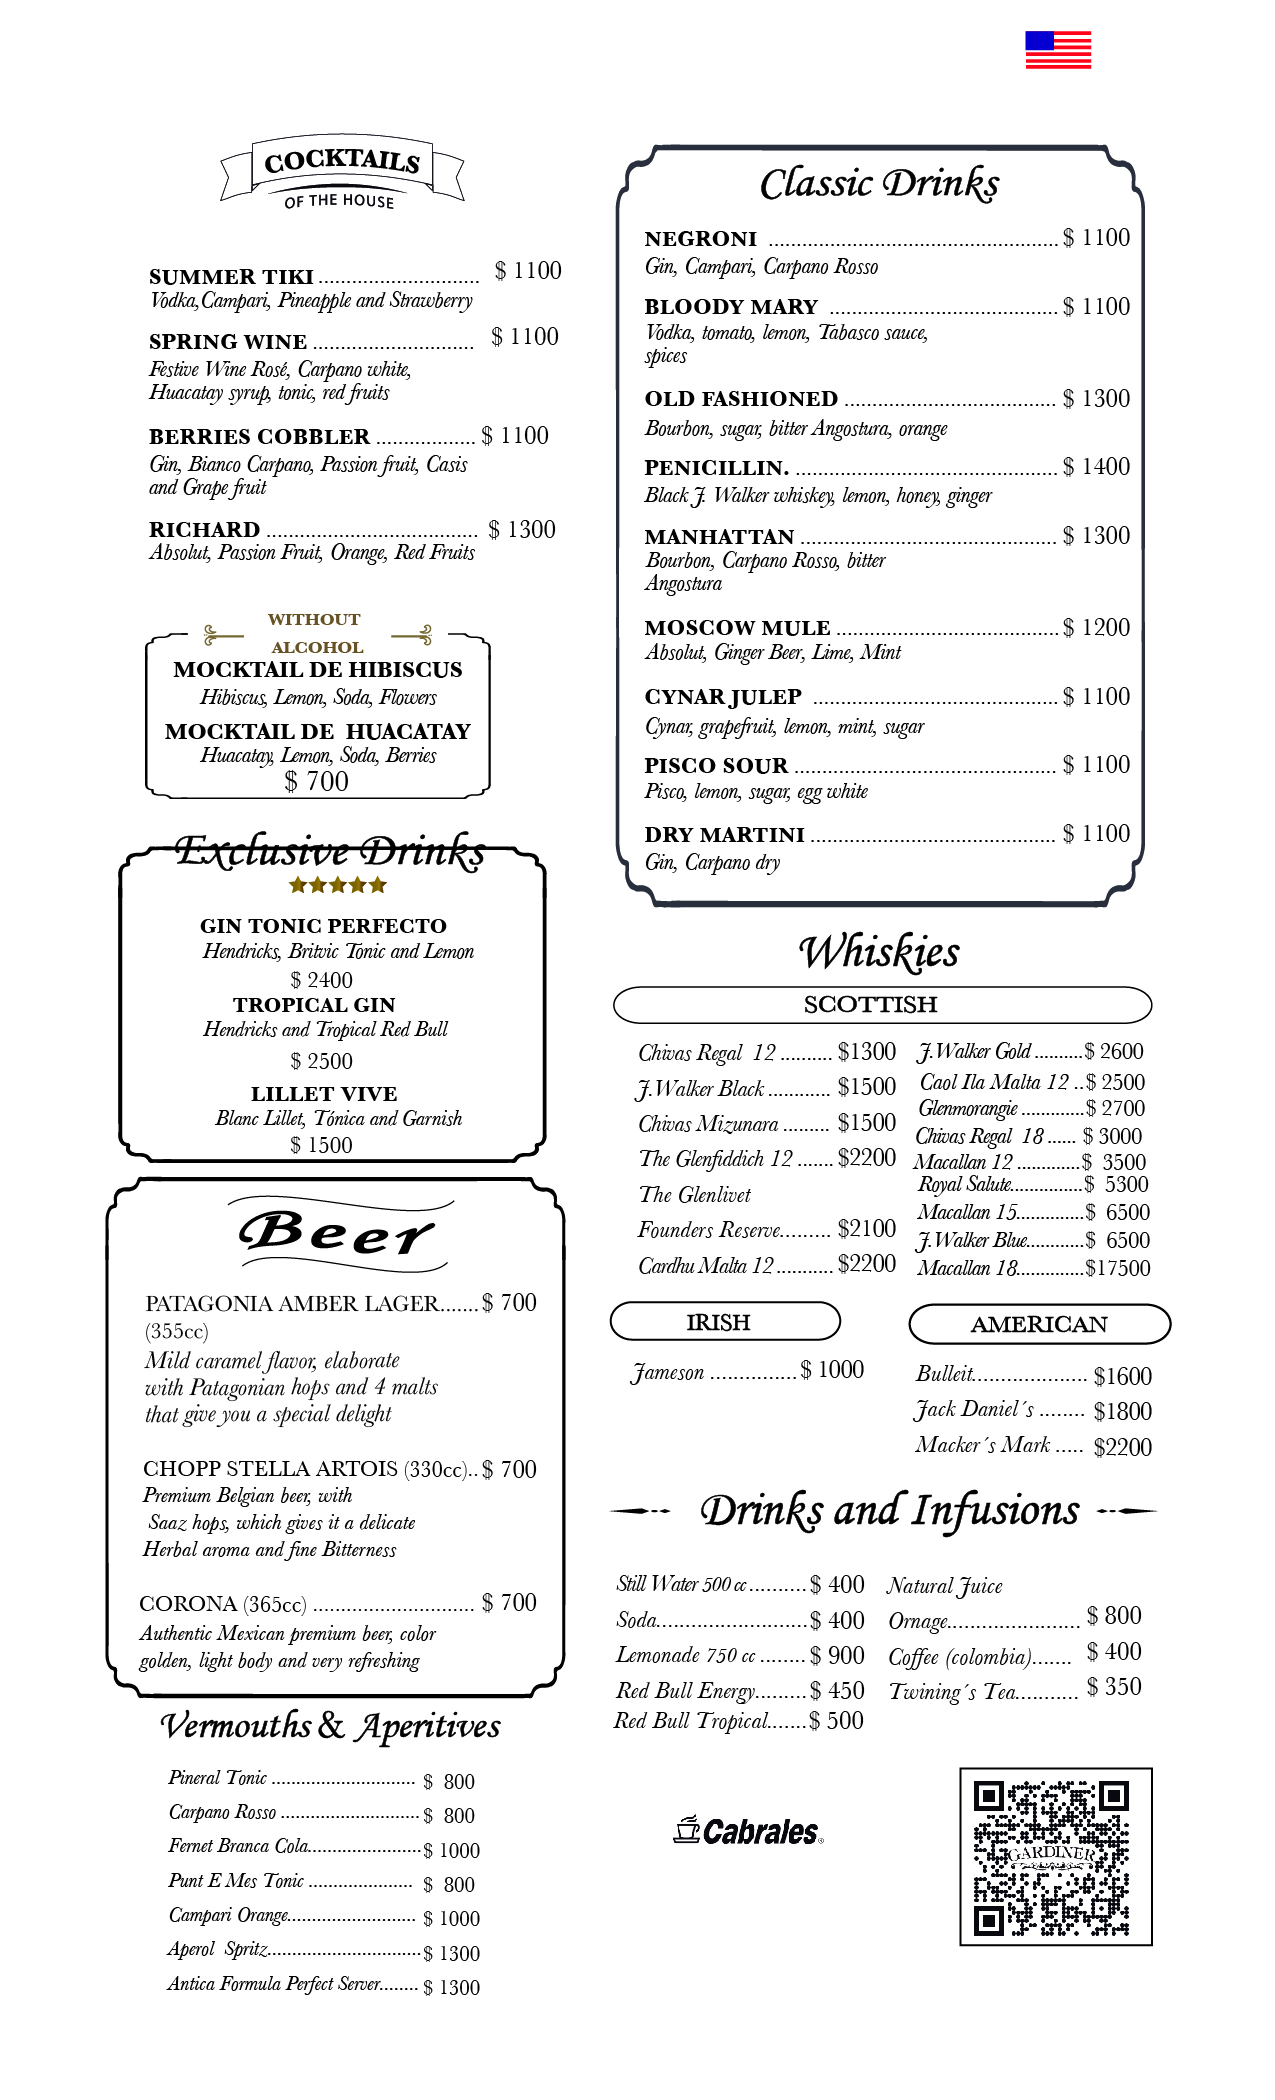 COCKTAILS
OF THE HOUSE
SUMMER TIKI ............................. $ 1100
Vodka,Campari, Pineapple and Strawberry
SPRING WINE ............................. $ 1100
Festive Wine Rosé, Carpano white,
Huacatay syrup, tonic, red fruits
BERRIES COBBLER .................. $ 1100
Gin, Bianco Carpano, Passion fruit, Casis
and Grape fruit
RICHARD ...................................... $ 1300
Absolut, Passion Fruit, Orange, Red Fruits
WITHOUT
ALCOHOL
MOCKTAIL DE HIBISCUS
Hibiscus, Lemon, Soda, Flowers
MOCKTAIL DE HUACATAY
Huacatay, Lemon, Soda, Berries
$ 700
Exclusive Drinks
GIN TONIC PERFECTO
Hendricks, Britvic Tonic and Lemon
$ 2400
TROPICAL GIN
Hendricks and Tropical Red Bull
$ 2500
LILLET VIVE
Blanc Lillet, Tónica and Garnish
$ 1500
Beer
PATAGONIA AMBER LAGER....... $ 700
(355cc)
Mild caramel flavor, elaborate
with Patagonian hops and 4 malts
that give you a special delight
CHOPP STELLA ARTOIS (330cc).. $ 700
Premium Belgian beer, with
Saaz hops, which gives it a delicate
Herbal aroma and fine Bitterness
CORONA (365cc) ............................. $ 700
Authentic Mexican premium beer, color
golden, light body and very refreshing
Vermouths & Aperitives
Pineral Tonic ............................. $ 800
Carpano Rosso ............................ $ 800
Fernet Branca Cola....................... $ 1000
Punt E Mes Tonic ..................... $ 800
Campari Orange.......................... $ 1000
Aperol Spritz............................... $ 1300
Antica Formula Perfect Server........ $ 1300
Classic Drinks
NEGRONI .................................................... $ 1100
Gin, Campari, Carpano Rosso
BLOODY MARY ......................................... $ 1100
Vodka, tomato, lemon, Tabasco sauce,
spices
OLD FASHIONED ...................................... $ 1300
Bourbon, sugar, bitter Angostura, orange
PENICILLIN. ............................................... $ 1400
Black J. Walker whiskey, lemon, honey, ginger
MANHATTAN .............................................. $ 1300
Bourbon, Carpano Rosso, bitter
Angostura
MOSCOW MULE ........................................ $ 1200
Absolut, Ginger Beer, Lime, Mint
CYNAR JULEP ............................................ $ 1100
Cynar, grapefruit, lemon, mint, sugar
PISCO SOUR ............................................... $ 1100
Pisco, lemon, sugar, egg white
DRY MARTINI ............................................ $ 1100
Gin, Carpano dry
Whiskies
SCOTTISH
Chivas Regal 12 .......... $1300
J.Walker Black ............ $1500
Chivas Mizunara ......... $1500
The Glenfiddich 12 ....... $2200
The Glenlivet
Founders Reserve......... $2100
Cardhu Malta 12 ........... $2200
J.Walker Gold .......... $ 2600
Caol Ila Malta 12 .. $ 2500
Glenmorangie ............. $ 2700
Chivas Regal 18 ...... $ 3000
Macallan 12 ............. $ 3500
Royal Salute............... $ 5300
Macallan 15.............. $ 6500
J.Walker Blue............ $ 6500
Macallan 18.............. $17500
IRISH
Jameson ............... $ 1000
AMERICAN
Bulleit.................... $1600
Jack Daniel´s ........ $1800
Macker´s Mark ..... $2200
Drinks and Infusions
Still Water 500 cc .......... $ 400
Soda........................... $ 400
Lemonade 750 cc ........ $ 900
Red Bull Energy......... $ 450
Red Bull Tropical....... $ 500
Natural Juice
Ornage....................... $ 800
Coffee (colombia)....... $ 400
Twining´s Tea........... $ 350
Cabrales
GARDINER